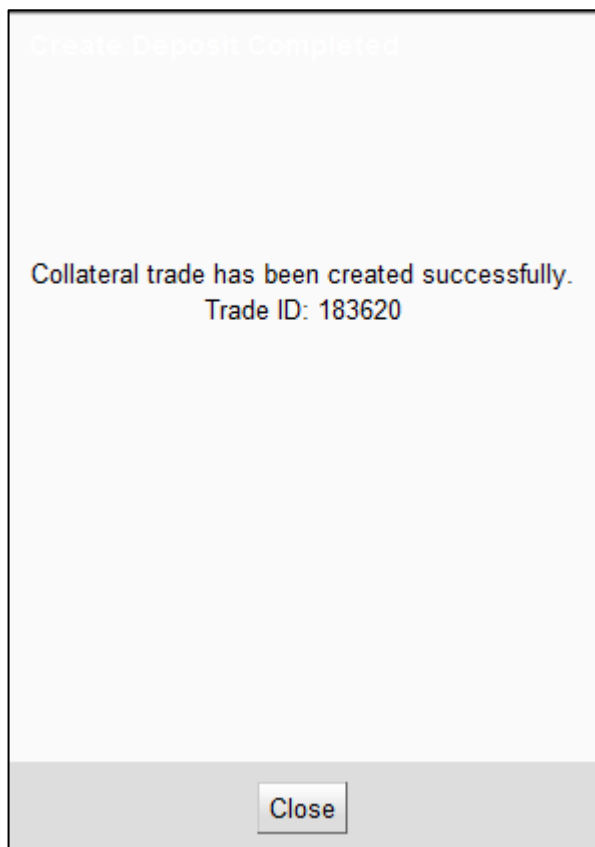 Create Deposit Completed
Collateral trade has been created successfully.
Trade ID: 183620
Close